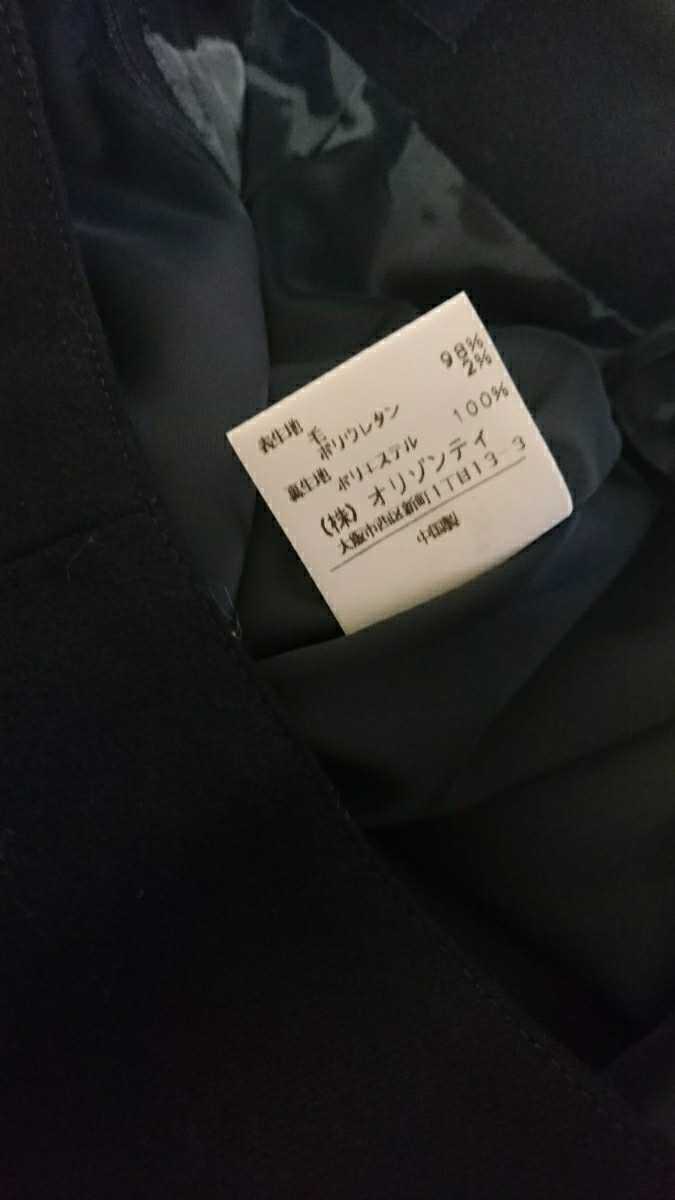 表生地 毛 98%
ポリウレタン 2%
裏生地 ポリエステル 100%
(株) オリゾンティ
大阪市西区新町1丁目13-3
中国製